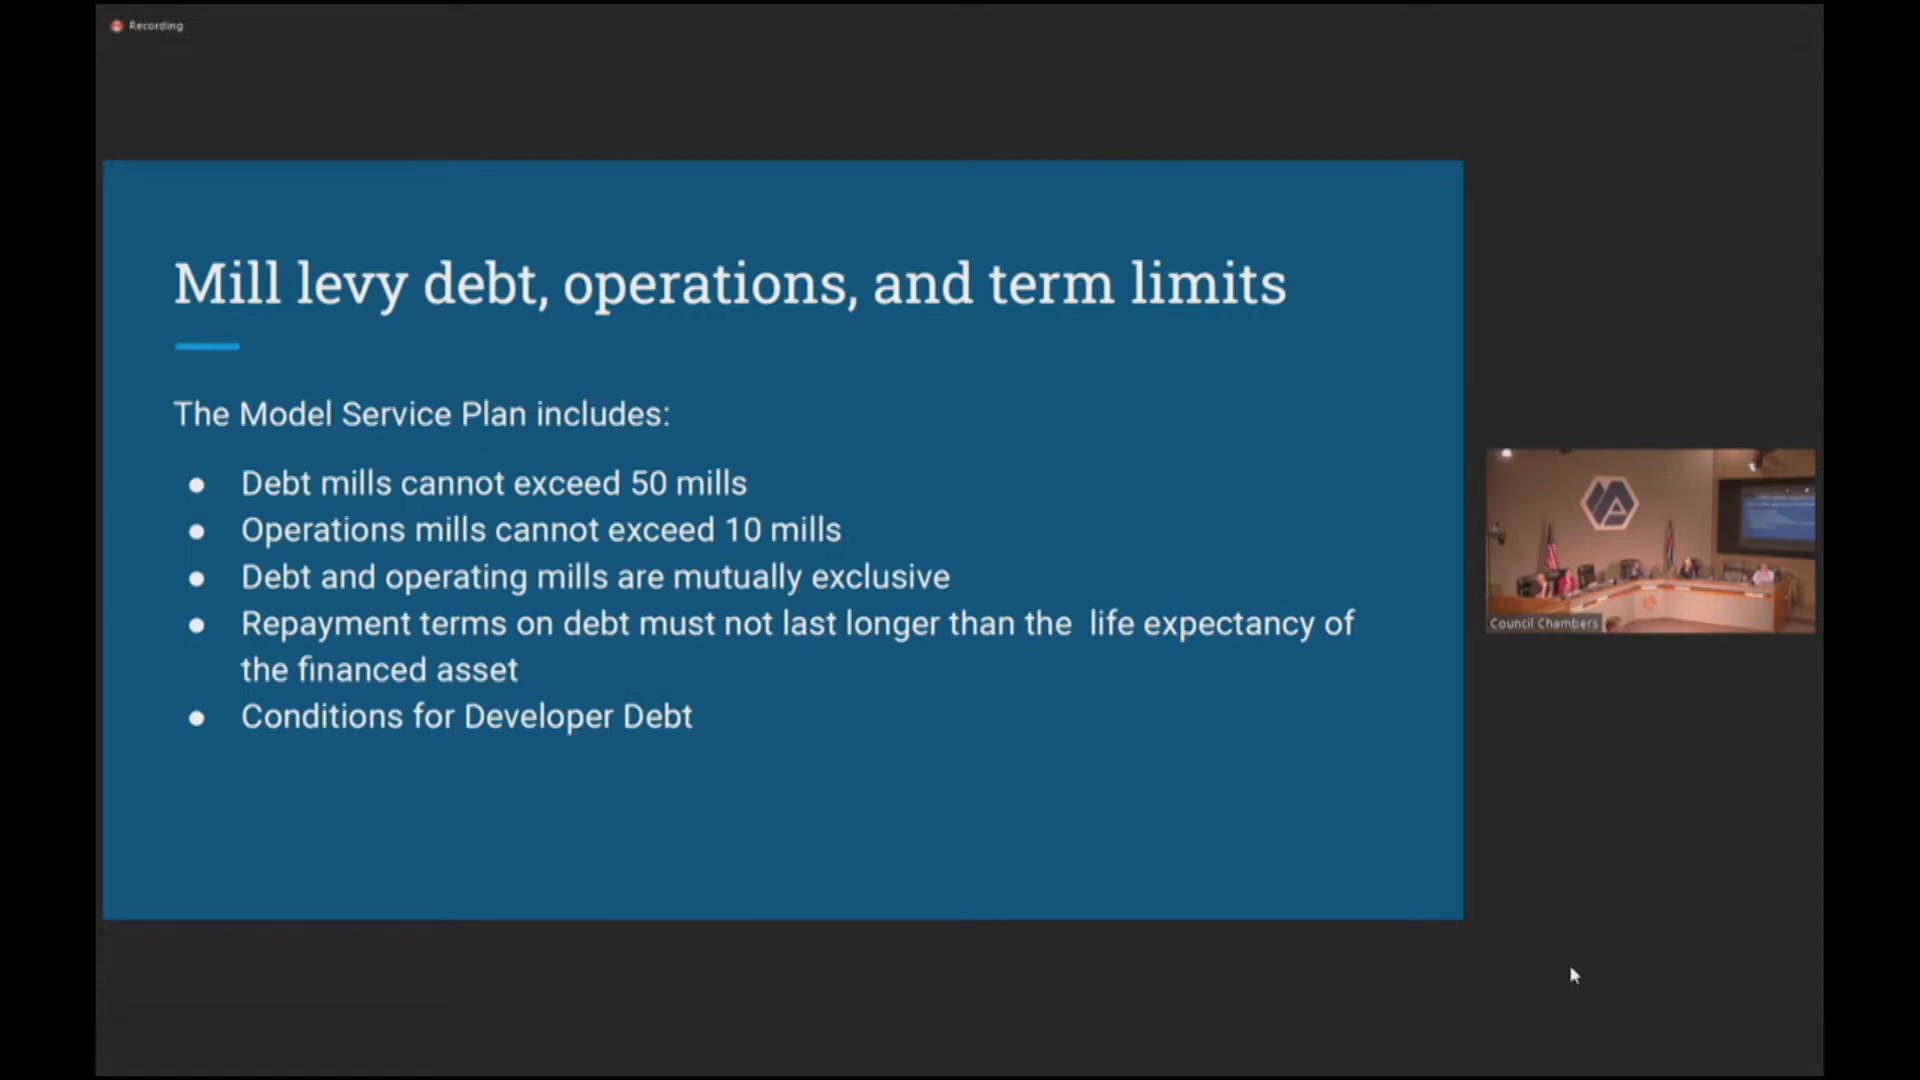 Recording
Mill levy debt, operations, and term limits
The Model Service Plan includes:
● Debt mills cannot exceed 50 mills
● Operations mills cannot exceed 10 mills
● Debt and operating mills are mutually exclusive
● Repayment terms on debt must not last longer than the  life expectancy of
the financed asset
● Conditions for Developer Debt
Council Chambers